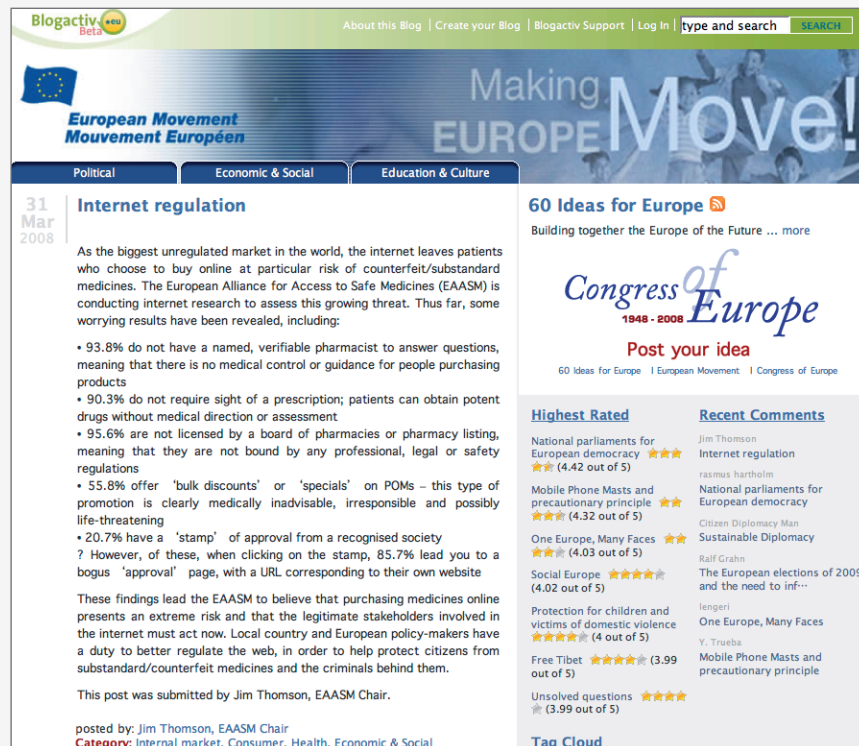 Blogactiv.eu
Beta
About this Blog | Create your Blog | Blogactiv Support | Log In | type and search SEARCH
European Movement
Mouvement Européen
Making
EUROPE Move!
Political
Economic & Social
Education & Culture
31
Mar
2008
Internet regulation
As the biggest unregulated market in the world, the internet leaves patients
who choose to buy online at particular risk of counterfeit/substandard
medicines. The European Alliance for Access to Safe Medicines (EAASM) is
conducting internet research to assess this growing threat. Thus far, some
worrying results have been revealed, including:
• 93.8% do not have a named, verifiable pharmacist to answer questions,
meaning that there is no medical control or guidance for people purchasing
products
• 90.3% do not require sight of a prescription; patients can obtain potent
drugs without medical direction or assessment
• 95.6% are not licensed by a board of pharmacies or pharmacy listing,
meaning that they are not bound by any professional, legal or safety
regulations
• 55.8% offer ‘bulk discounts’ or ‘specials’ on POMs – this type of
promotion is clearly medically inadvisable, irresponsible and possibly
life-threatening
• 20.7% have a ‘stamp’ of approval from a recognised society
? However, of these, when clicking on the stamp, 85.7% lead you to a
bogus ‘approval’ page, with a URL corresponding to their own website
These findings lead the EAASM to believe that purchasing medicines online
presents an extreme risk and that the legitimate stakeholders involved in
the internet must act now. Local country and European policy-makers have
a duty to better regulate the web, in order to help protect citizens from
substandard/counterfeit medicines and the criminals behind them.
This post was submitted by Jim Thomson, EAASM Chair.
posted by: Jim Thomson, EAASM Chair
Category: Internal market, Consumer, Health, Economic & Social
60 Ideas for Europe
Building together the Europe of the Future ... more
Congress of Europe
1948 - 2008
Post your idea
60 Ideas for Europe | European Movement | Congress of Europe
Highest Rated
National parliaments for
European democracy
(4.42 out of 5)
Mobile Phone Masts and
precautionary principle
(4.32 out of 5)
One Europe, Many Faces
(4.03 out of 5)
Social Europe
(4.02 out of 5)
Protection for children and
victims of domestic violence
(4 out of 5)
Free Tibet (3.99
out of 5)
Unsolved questions
(3.99 out of 5)
Tag Cloud
Recent Comments
Jim Thomson
Internet regulation
rasmus hartholm
National parliaments for
European democracy
Citizen Diplomacy Man
Sustainable Diplomacy
Ralf Grahn
The European elections of 2009
and the need to inf…
lengeri
One Europe, Many Faces
Y. Trueba
Mobile Phone Masts and
precautionary principle